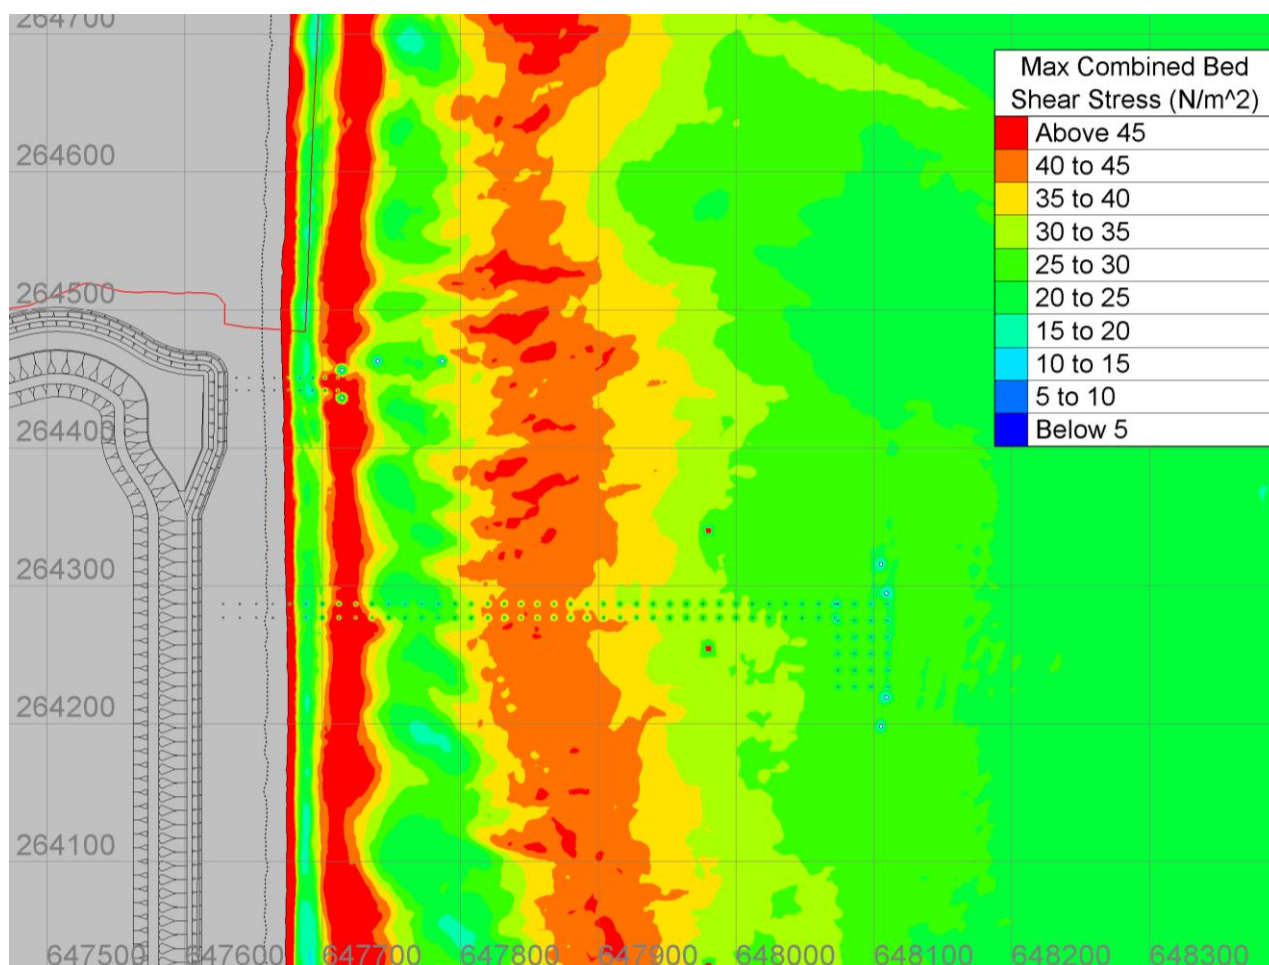 264700
Max Combined Bed
Shear Stress (N/m^2)
Above 45
40 to 45
35 to 40
30 to 35
25 to 30
20 to 25
15 to 20
10 to 15
5 to 10
Below 5
264600
264500
264400
264300
264200
264100
647500 647600 647700 647800 647900 648000 648100 648200 648300